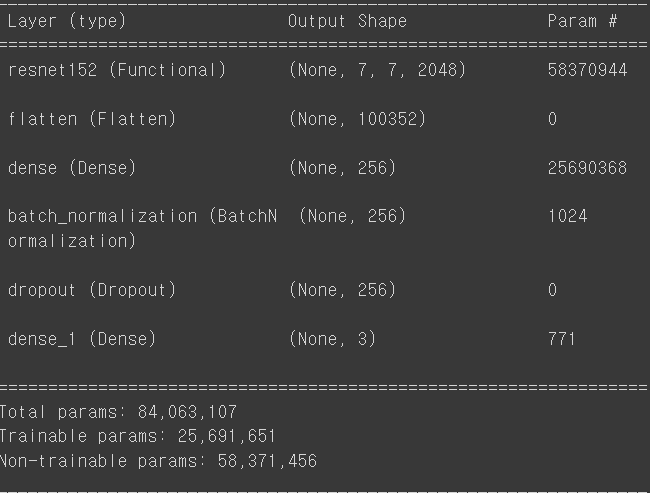 Layer (type) Output Shape Param #
resnet152 (Functional) (None, 7, 7, 2048) 58370944
flatten (Flatten) (None, 100352) 0
dense (Dense) (None, 256) 25690368
batch_normalization (BatchN (None, 256) 1024
ormalization)
dropout (Dropout) (None, 256) 0
dense_1 (Dense) (None, 3) 771
Total params: 84,063,107
Trainable params: 25,691,651
Non-trainable params: 58,371,456